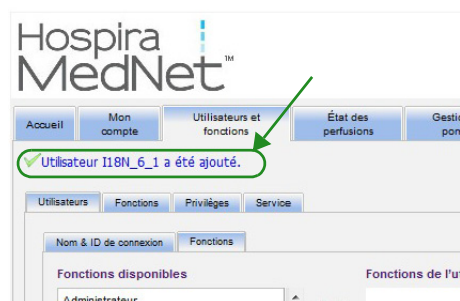 Hospira
MedNet™
Accueil
Mon
compte
Utilisateurs et
fonctions
État des
perfusions
Utilisateur I18N_6_1 a été ajouté.
Utilisateurs Fonctions Privilèges Service
Nom & ID de connexion Fonctions
Fonctions disponibles Fonctions de l'
Administrateur